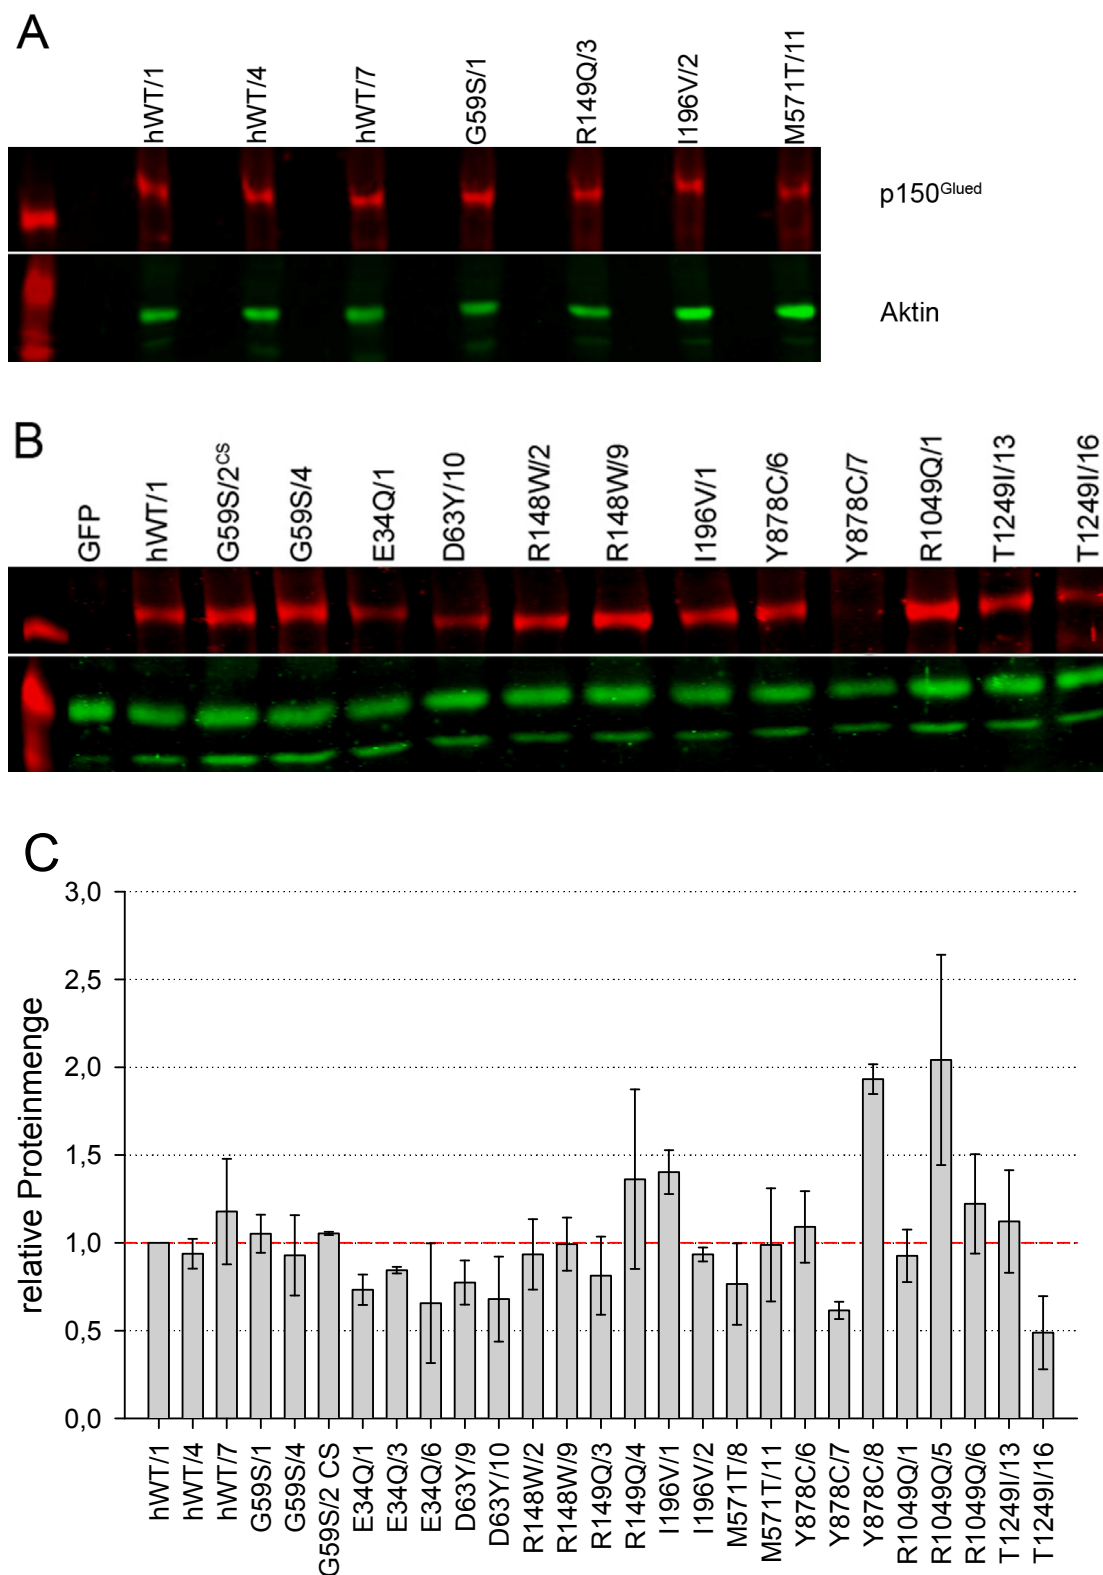 A
hWT/1
hWT/4
hWT/7
G59S/1
R149Q/3
I196V/2
M571T/11
p150Glued
Aktin
B
GFP
hWT/1
G59S/2CS
G59S/4
E34Q/1
D63Y/10
R148W/2
R148W/9
I196V/1
Y878C/6
Y878C/7
R1049Q/1
T1249I/13
T1249I/16
C
relative Proteinmenge
3,0
2,5
2,0
1,5
1,0
0,5
0,0
hWT/1
hWT/4
hWT/7
G59S/1
G59S/4
G59S/2 CS
E34Q/1
E34Q/3
E34Q/6
D63Y/9
D63Y/10
R148W/2
R148W/9
R149Q/3
R149Q/4
I196V/1
I196V/2
M571T/8
M571T/11
Y878C/6
Y878C/7
Y878C/8
R1049Q/1
R1049Q/5
R1049Q/6
T1249I/13
T1249I/16